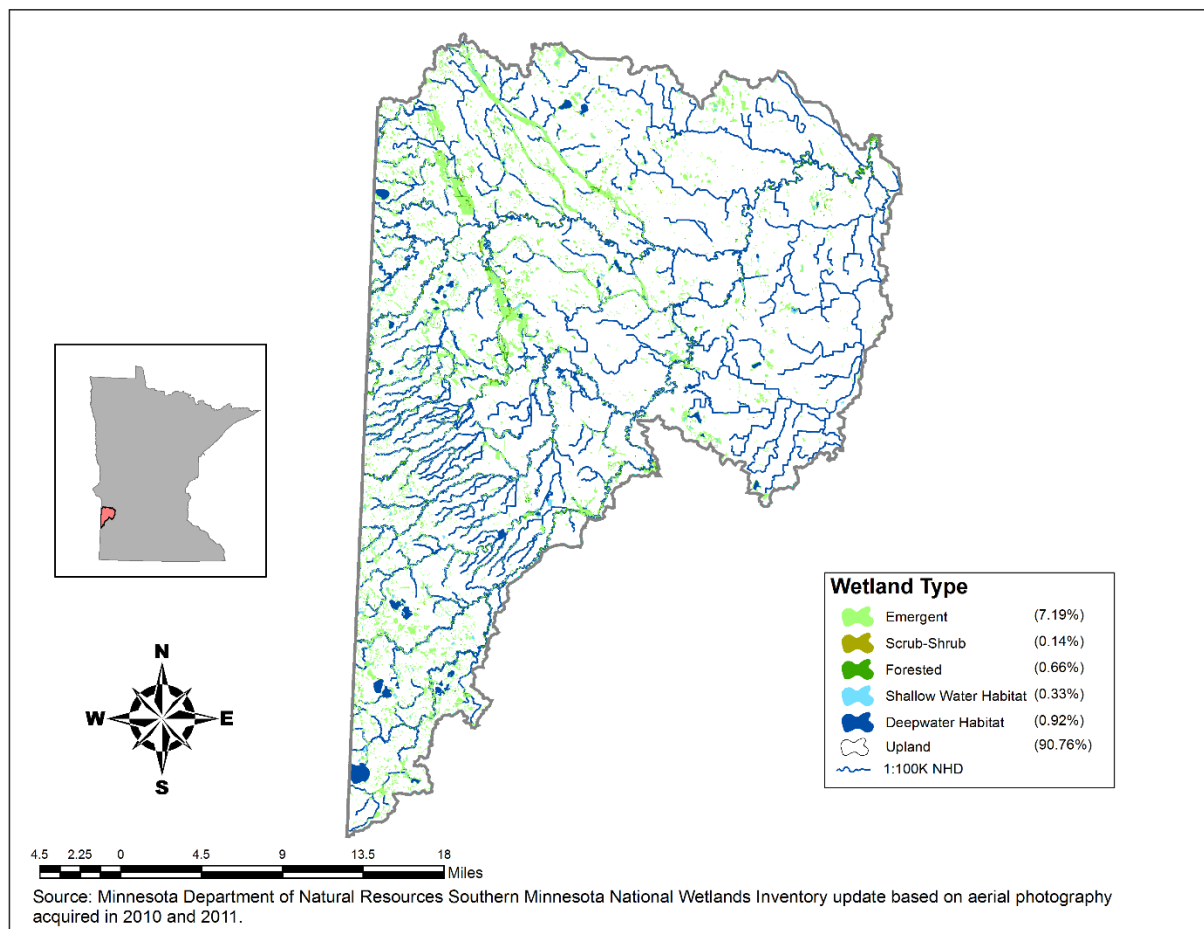 N
W
E
S
Wetland Type
Emergent (7.19%)
Scrub-Shrub (0.14%)
Forested (0.66%)
Shallow Water Habitat (0.33%)
Deepwater Habitat (0.92%)
Upland (90.76%)
1:100K NHD
4.5 2.25 0 4.5 9 13.5 18
Miles
Source: Minnesota Department of Natural Resources Southern Minnesota National Wetlands Inventory update based on aerial photography
acquired in 2010 and 2011.